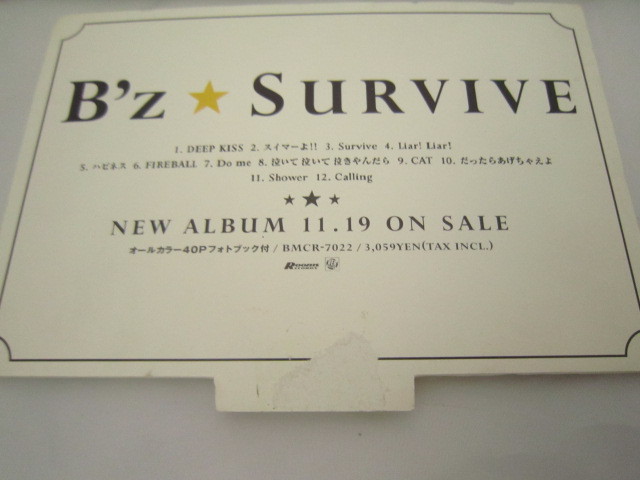 B'z ★ SURVIVE
1. DEEP KISS 2. スイマーよ!! 3. Survive 4. Liar! Liar!
5. ハピネス 6. FIREBALL 7. Do me 8. 泣いて 泣いて 泣きやんだら 9. CAT 10. だったらあげちゃえよ
11. Shower 12. Calling
★ ★ ★
NEW ALBUM 11.19 ON SALE
オールカラー40Pフォトブック付 / BMCR-7022 / 3,059YEN(TAX INCL.)